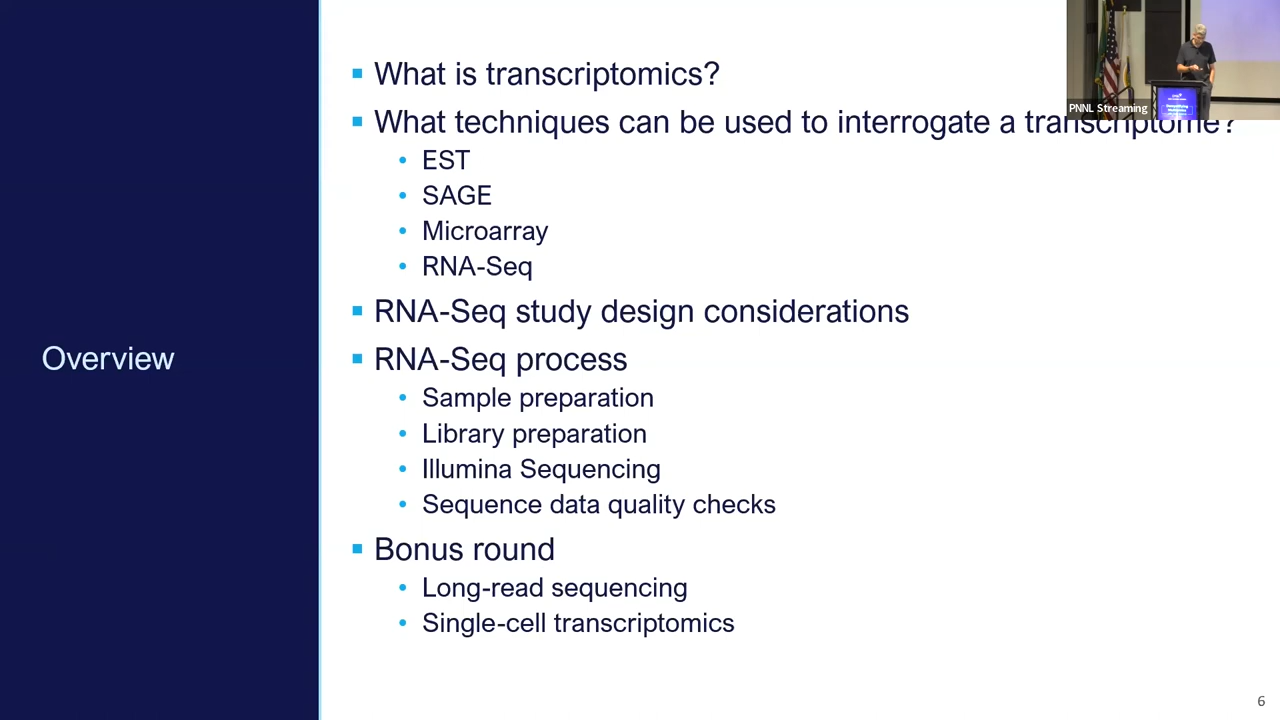 What is transcriptomics?
What techniques can be used to interrogate a transcriptome?
EST
SAGE
Microarray
RNA-Seq
RNA-Seq study design considerations
RNA-Seq process
Sample preparation
Library preparation
Illumina Sequencing
Sequence data quality checks
Bonus round
Long-read sequencing
Single-cell transcriptomics
Overview
PNNL Streaming
6